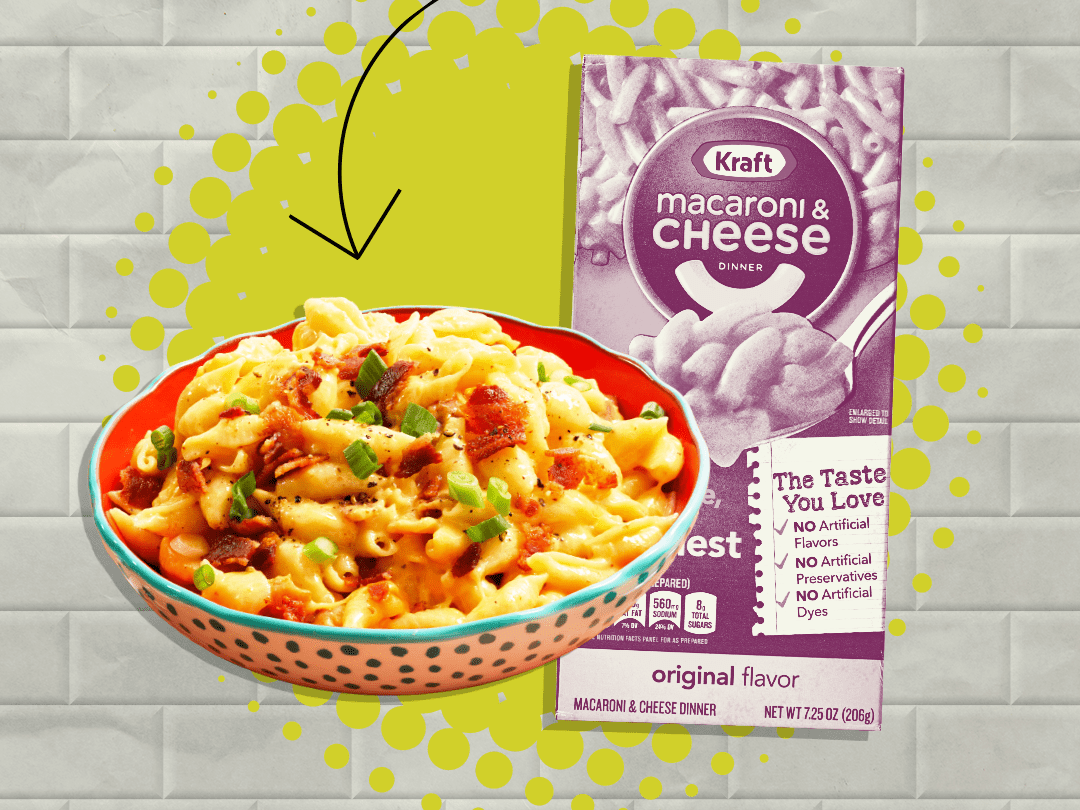 Kraft
macaroni &
CHeese
DINNER
ENLARGED TO
SHOW DETAIL
The Taste
You Love
NO Artificial
Flavors
NO Artificial
Preservatives
NO Artificial
Dyes
560mg
SODIUM
24% DV
8g
TOTAL
SUGARS
FAT
7% DV
NUTRITION FACTS PANEL FOR AS PREPARED
original flavor
MACARONI & CHEESE DINNER
NET WT 7.25 OZ (206g)